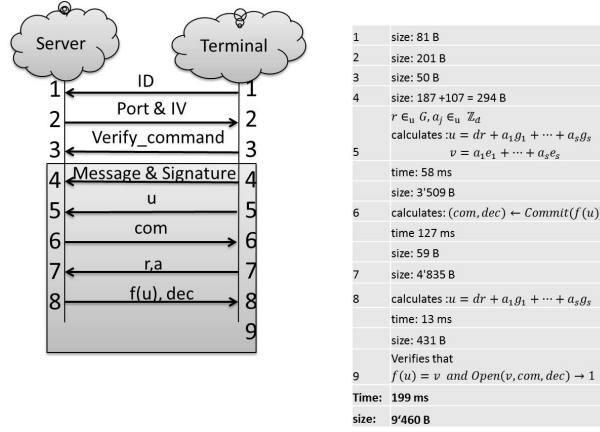 Server
Terminal
ID
1
1
Port & IV
2
2
Verify_command
3
3
Message & Signature
4
4
u
5
5
com
6
6
r,a
7
7
f(u), dec
8
8
9
1 size: 81 B
2 size: 201 B
3 size: 50 B
4 size: 187 +107 = 294 B
r ∈ᵤ G, aⱼ ∈ᵤ ℤ_d
calculates :u = dr + a₁g₁ + ⋯ + aₛgₛ
5 v = a₁e₁ + ⋯ + aₛeₛ
time: 58 ms
size: 3'509 B
6 calculates: (com, dec) ← Commit(f(u)
time 127 ms
size: 59 B
7 size: 4'835 B
8 calculates :u = dr + a₁g₁ + ⋯ + aₛgₛ
time: 13 ms
size: 431 B
Verifies that
9 f(u) = v and Open(v, com, dec) → 1
Time: 199 ms
size: 9'460 B